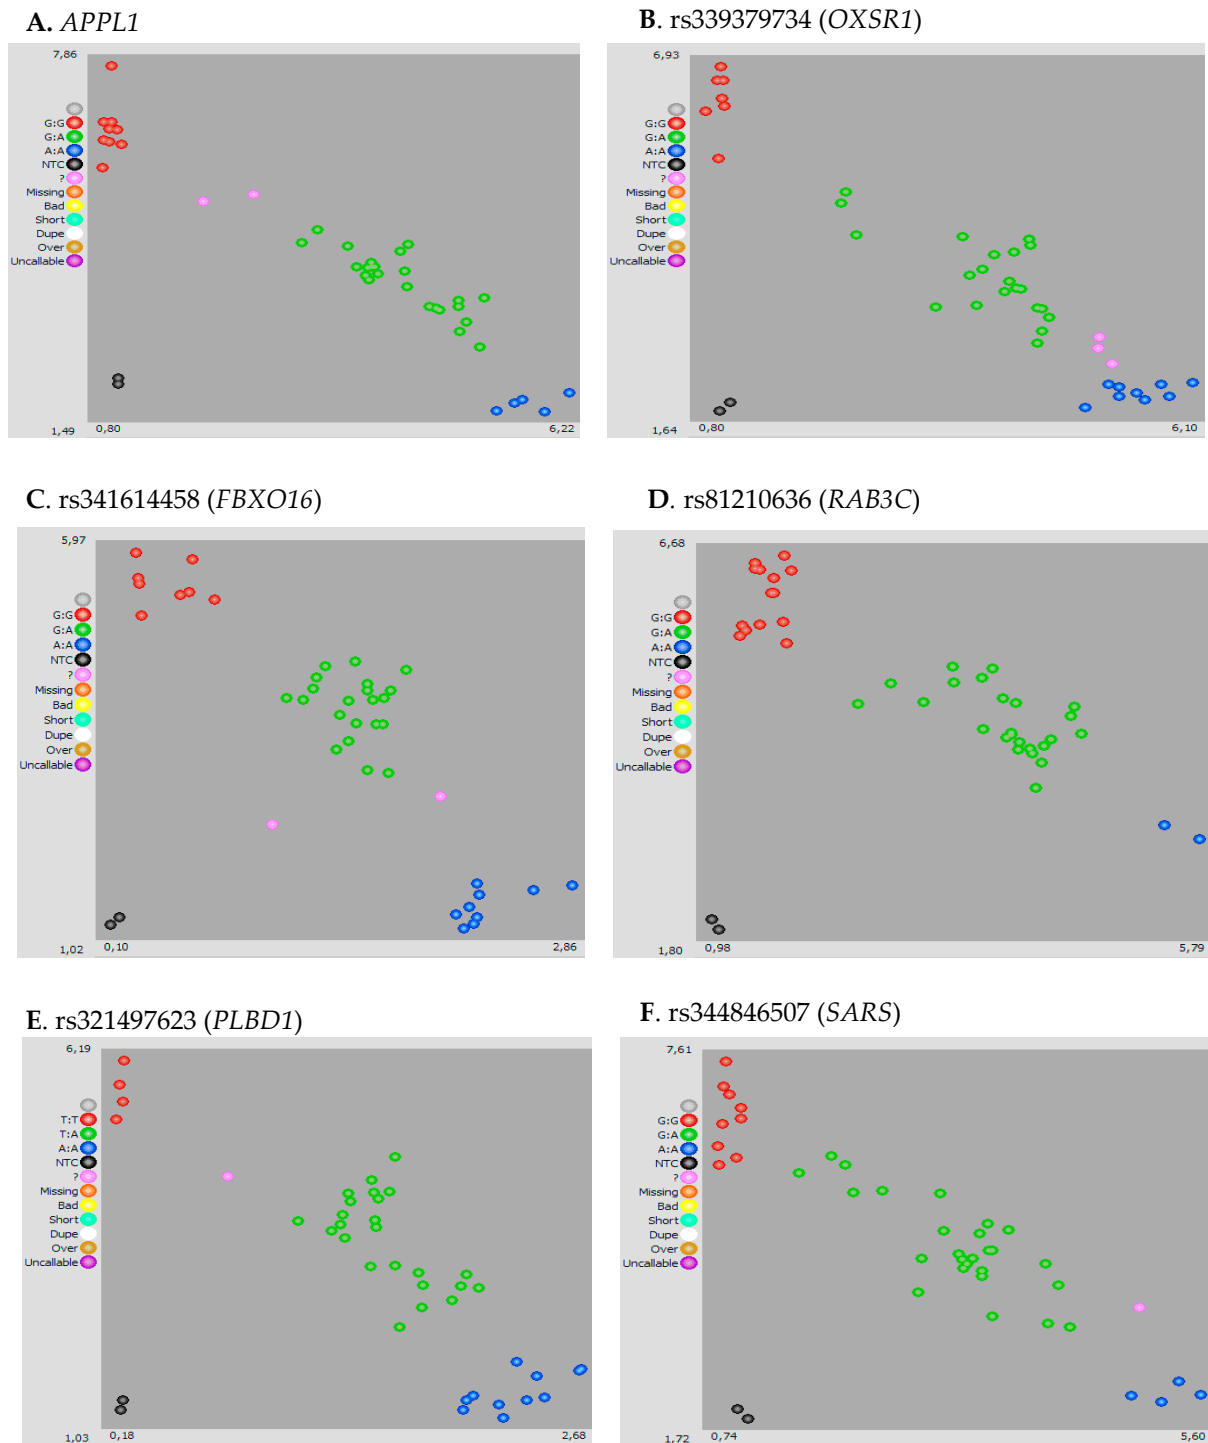 A. APPL1
7,86
G:G
G:A
A:A
NTC
?
Missing
Bad
Short
Dupe
Over
Uncallable
1,49
0,80
6,22
B. rs339379734 (OXSR1)
6,93
G:G
G:A
A:A
NTC
?
Missing
Bad
Short
Dupe
Over
Uncallable
1,64
0,80
6,10
C. rs341614458 (FBXO16)
5,97
G:G
G:A
A:A
NTC
?
Missing
Bad
Short
Dupe
Over
Uncallable
1,02
0,10
2,86
D. rs81210636 (RAB3C)
6,68
G:G
G:A
A:A
NTC
?
Missing
Bad
Short
Dupe
Over
Uncallable
1,80
0,98
5,79
E. rs321497623 (PLBD1)
6,19
T:T
T:A
A:A
NTC
?
Missing
Bad
Short
Dupe
Over
Uncallable
1,03
0,18
2,68
F. rs344846507 (SARS)
7,61
G:G
G:A
A:A
NTC
?
Missing
Bad
Short
Dupe
Over
Uncallable
1,72
0,74
5,60